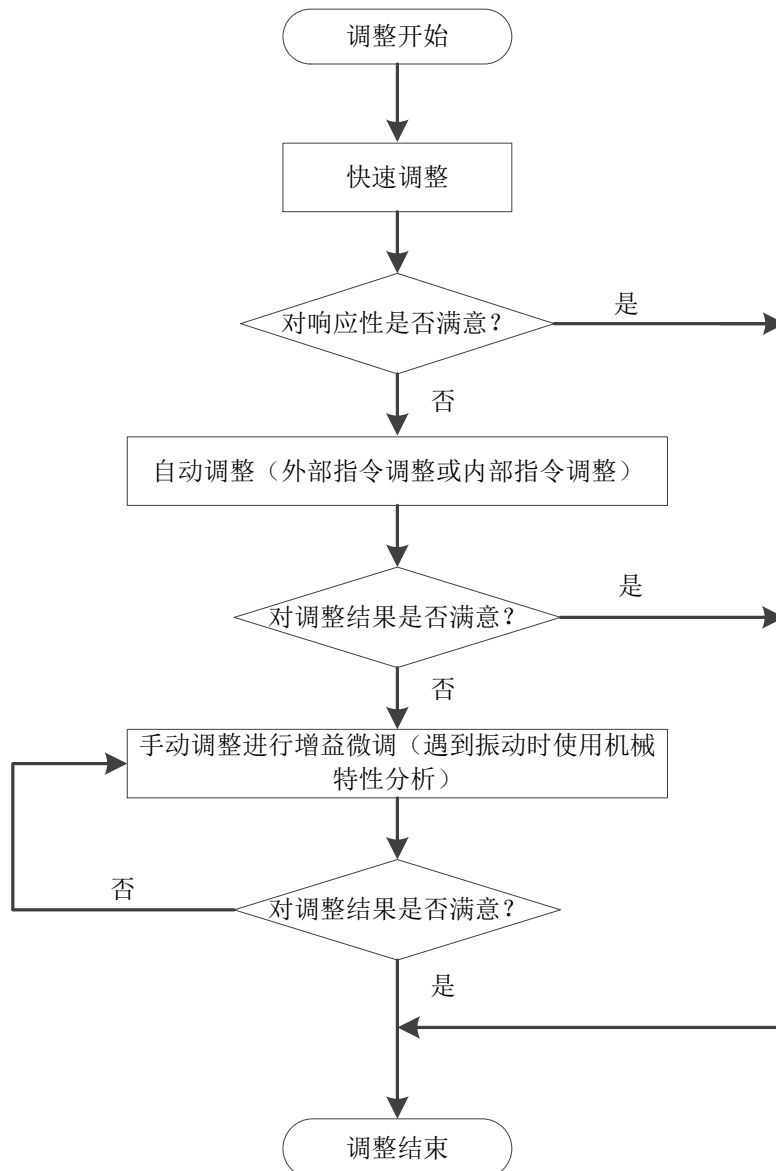 调整开始
快速调整
对响应性是否满意？
是
否
自动调整（外部指令调整或内部指令调整）
对调整结果是否满意？
是
否
手动调整进行增益微调（遇到振动时使用机械
特性分析）
对调整结果是否满意？
否
是
调整结束